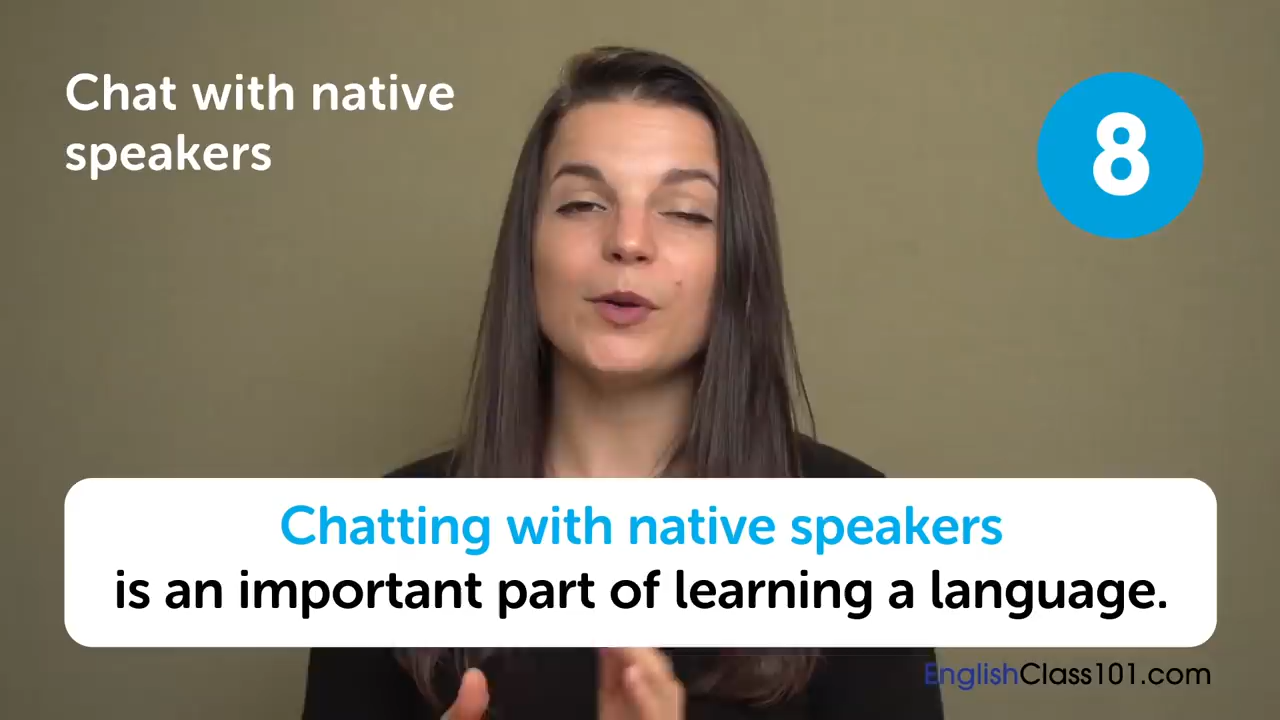 Chat with native
speakers
8
Chatting with native speakers
is an important part of learning a language.
EnglishClass101.com